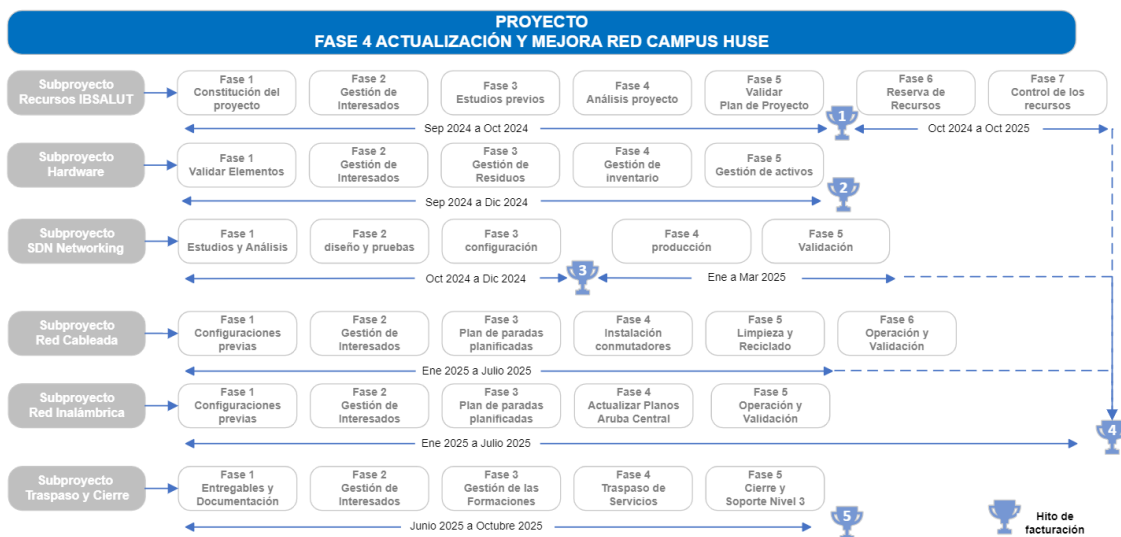 PROYECTO
FASE 4 ACTUALIZACIÓN Y MEJORA RED CAMPUS HUSE
Subproyecto
Recursos IBSALUT
Fase 1
Constitución del
proyecto
Fase 2
Gestión de
Interesados
Fase 3
Estudios previos
Fase 4
Análisis proyecto
Fase 5
Validar
Plan de Proyecto
Fase 6
Reserva de
Recursos
Fase 7
Control de los
recursos
Sep 2024 a Oct 2024
1
Oct 2024 a Oct 2025
Subproyecto
Hardware
Fase 1
Validar Elementos
Fase 2
Gestión de
Interesados
Fase 3
Gestión de
Residuos
Fase 4
Gestión de
inventario
Fase 5
Gestión de activos
Sep 2024 a Dic 2024
2
Subproyecto
SDN Networking
Fase 1
Estudios y Análisis
Fase 2
diseño y pruebas
Fase 3
configuración
Fase 4
producción
Fase 5
Validación
Oct 2024 a Dic 2024
3
Ene a Mar 2025
Subproyecto
Red Cableada
Fase 1
Configuraciones
previas
Fase 2
Gestión de
Interesados
Fase 3
Plan de paradas
planificadas
Fase 4
Instalación
conmutadores
Fase 5
Limpieza y
Reciclado
Fase 6
Operación y
Validación
Ene 2025 a Julio 2025
Subproyecto
Red Inalámbrica
Fase 1
Configuraciones
previas
Fase 2
Gestión de
Interesados
Fase 3
Plan de paradas
planificadas
Fase 4
Actualizar Planos
Aruba Central
Fase 5
Operación y
Validación
Ene 2025 a Julio 2025
4
Subproyecto
Traspaso y Cierre
Fase 1
Entregables y
Documentación
Fase 2
Gestión de
Interesados
Fase 3
Gestión de las
Formaciones
Fase 4
Traspaso de
Servicios
Fase 5
Cierre y
Soporte Nivel 3
Junio 2025 a Octubre 2025
5
Hito de
facturación